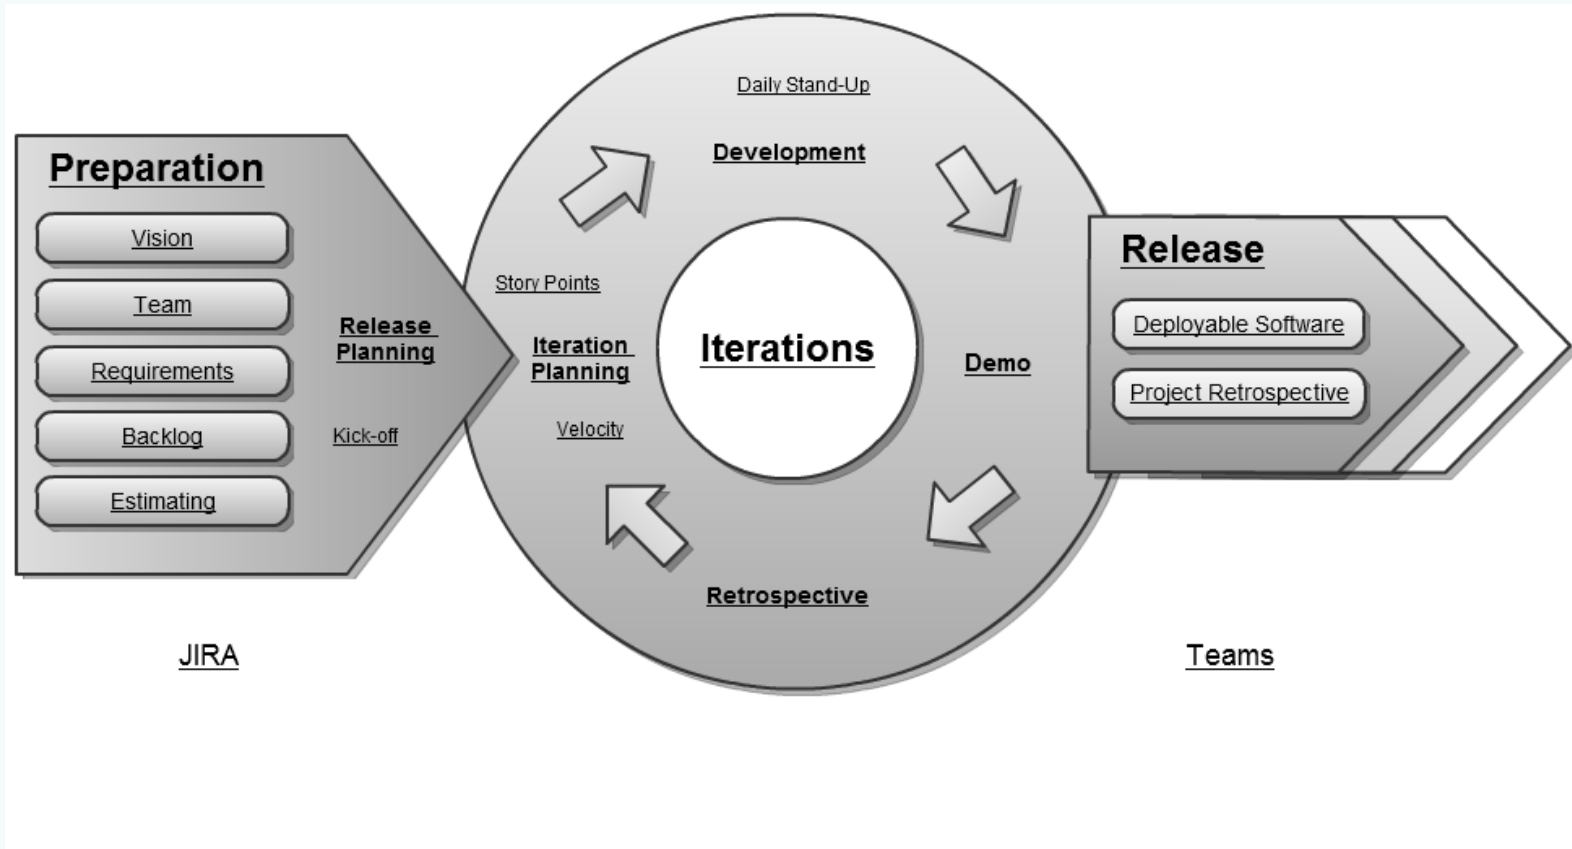 Preparation
Vision
Team
Requirements
Backlog
Estimating
Release
Planning
Kick-off
Daily Stand-Up
Development
Story Points
Iteration
Planning
Velocity
Iterations
Demo
Retrospective
Release
Deployable Software
Project Retrospective
JIRA
Teams